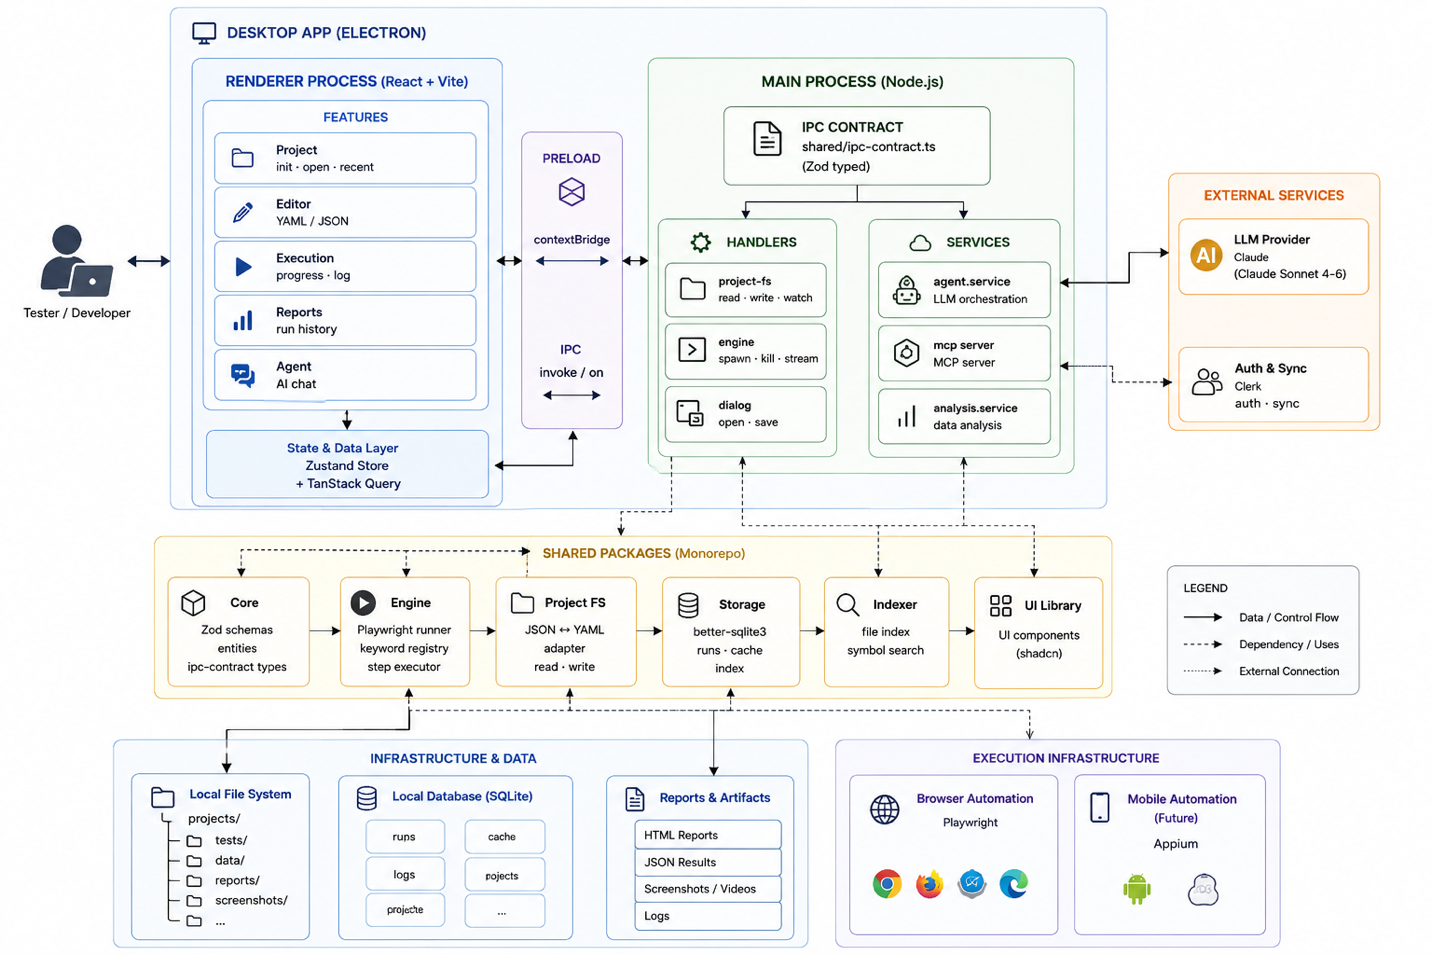 DESKTOP APP (ELECTRON)
RENDERER PROCESS (React + Vite)
FEATURES
Project
init · open · recent
Editor
YAML / JSON
Execution
progress · log
Reports
run history
Agent
AI chat
State & Data Layer
Zustand Store
+ TanStack Query
Tester / Developer
PRELOAD
contextBridge
IPC
invoke / on
MAIN PROCESS (Node.js)
IPC CONTRACT
shared/ipc-contract.ts
(Zod typed)
HANDLERS
project-fs
read · write · watch
engine
spawn · kill · stream
dialog
open · save
SERVICES
agent.service
LLM orchestration
mcp server
MCP server
analysis.service
data analysis
EXTERNAL SERVICES
AI
LLM Provider
Claude
(Claude Sonnet 4-6)
Auth & Sync
Clerk
auth · sync
SHARED PACKAGES (Monorepo)
Core
Zod schemas
entities
ipc-contract types
Engine
Playwright runner
keyword registry
step executor
Project FS
JSON ↔ YAML
adapter
read · write
Storage
better-sqlite3
runs · cache
index
Indexer
file index
symbol search
UI Library
UI components
(shadcn)
LEGEND
Data / Control Flow
Dependency / Uses
External Connection
INFRASTRUCTURE & DATA
Local File System
projects/
tests/
data/
reports/
screenshots/
...
Local Database (SQLite)
runs
cache
logs
pojects
projecte
...
Reports & Artifacts
HTML Reports
JSON Results
Screenshots / Videos
Logs
EXECUTION INFRASTRUCTURE
Browser Automation
Playwright
Mobile Automation
(Future)
Appium